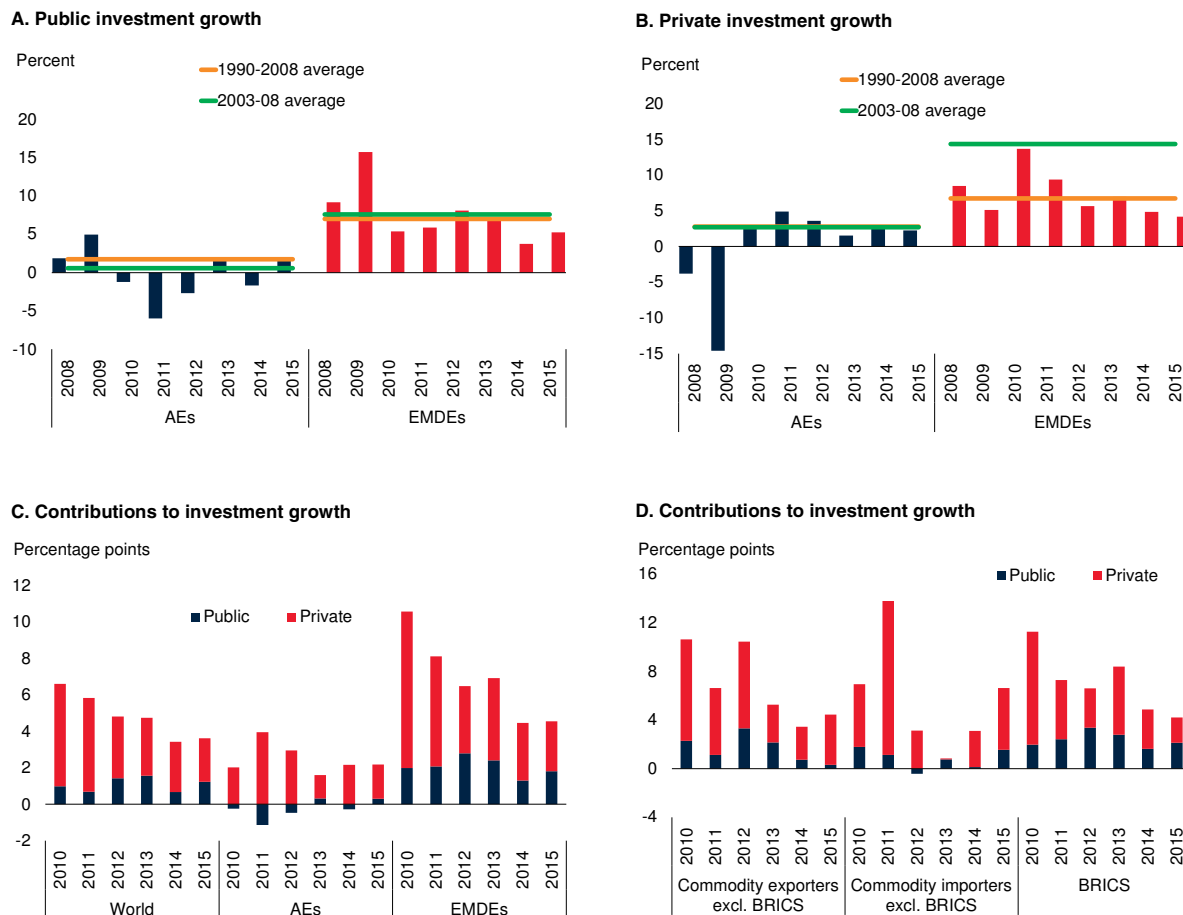 A. Public investment growth
Percent
1990-2008 average
2003-08 average
20
15
10
5
0
-5
-10
2008 2009 2010 2011 2012 2013 2014 2015 2008 2009 2010 2011 2012 2013 2014 2015
AEs EMDEs
B. Private investment growth
Percent
1990-2008 average
2003-08 average
20
15
10
5
0
-5
-10
-15
2008 2009 2010 2011 2012 2013 2014 2015 2008 2009 2010 2011 2012 2013 2014 2015
AEs EMDEs
C. Contributions to investment growth
Percentage points
Public Private
12
10
8
6
4
2
0
-2
2010 2011 2012 2013 2014 2015 2010 2011 2012 2013 2014 2015 2010 2011 2012 2013 2014 2015
World AEs EMDEs
D. Contributions to investment growth
Percentage points
Public Private
16
12
8
4
0
-4
2010 2011 2012 2013 2014 2015 2010 2011 2012 2013 2014 2015 2010 2011 2012 2013 2014 2015
Commodity exporters Commodity importers BRICS
excl. BRICS excl. BRICS